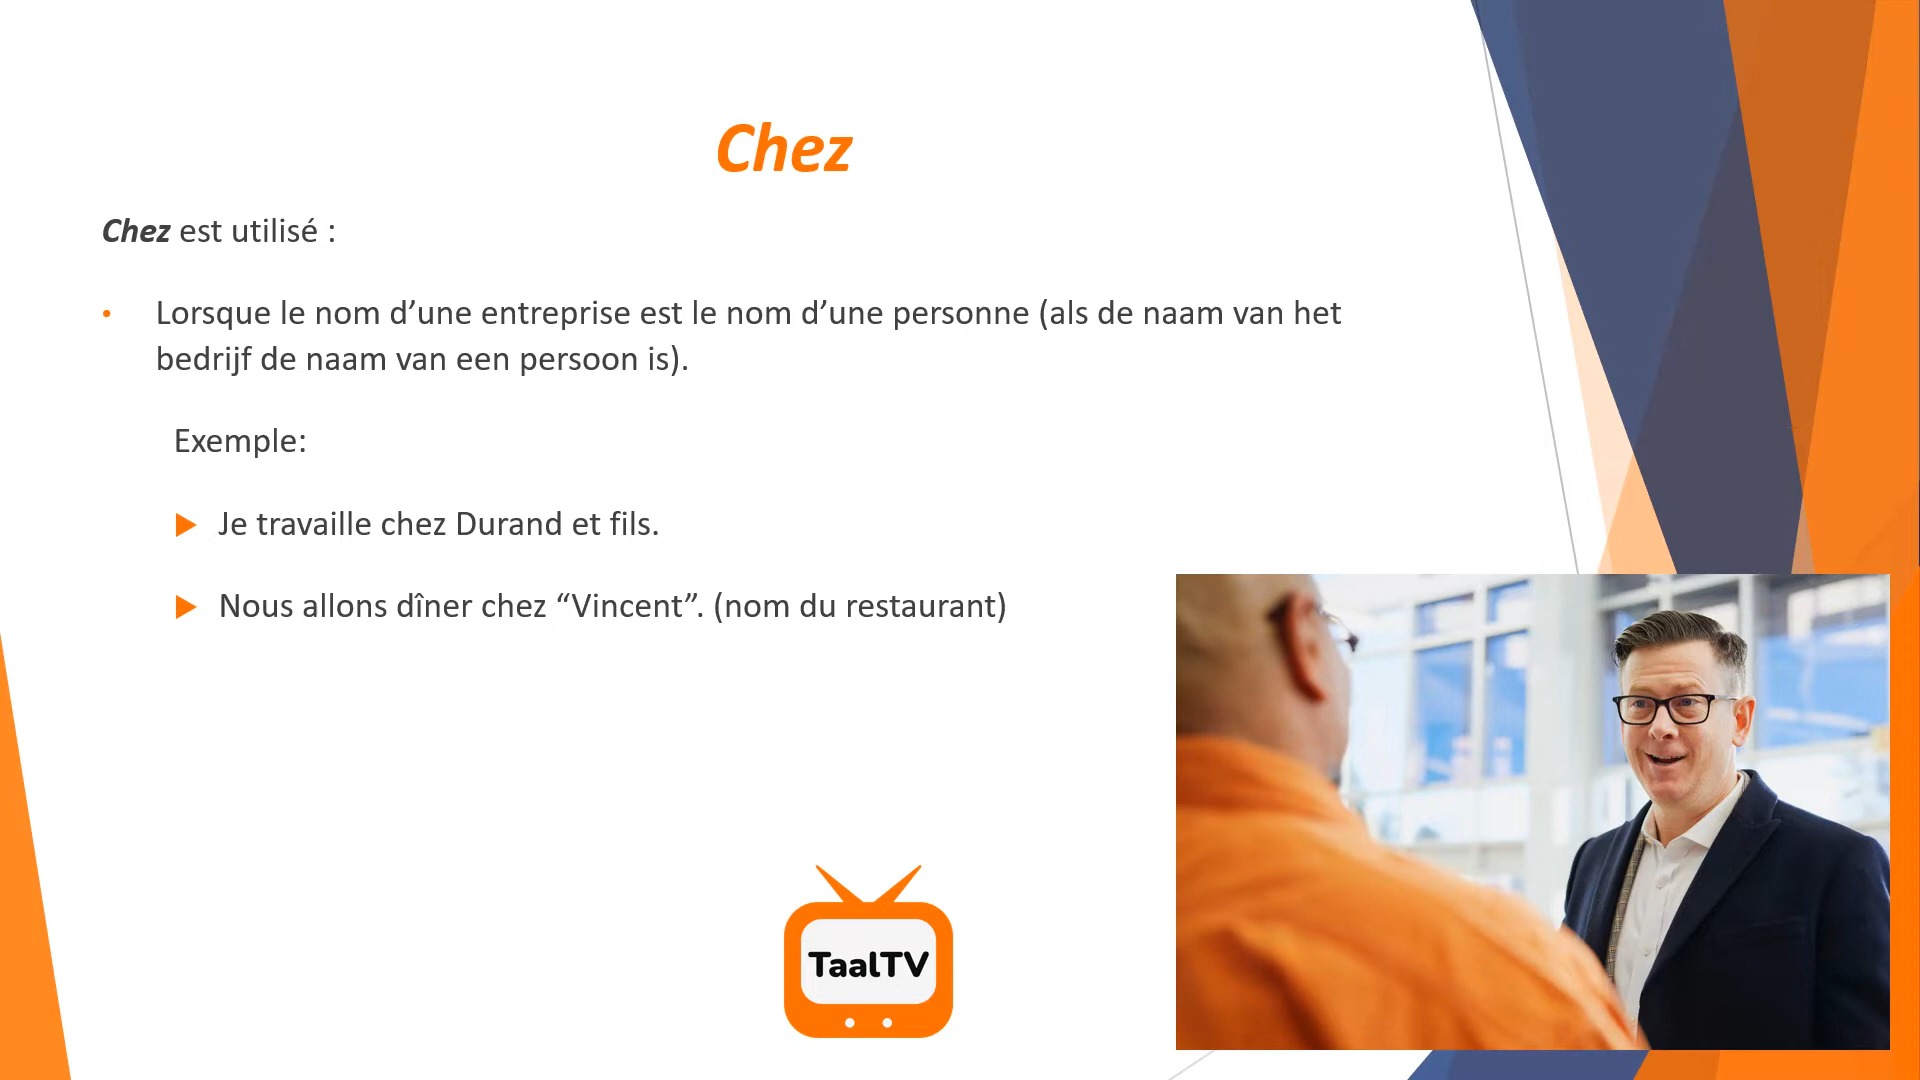 Chez
Chez est utilisé :
• Lorsque le nom d’une entreprise est le nom d’une personne (als de naam van het
bedrijf de naam van een persoon is).
Exemple:
Je travaille chez Durand et fils.
Nous allons dîner chez “Vincent”. (nom du restaurant)
TaalTV